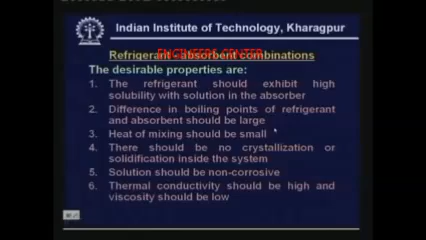 Indian Institute of Technology, Kharagpur
Refrigerant-absorbent combinations
ENGINEERS CENTER
The desirable properties are:
1. The refrigerant should exhibit high
solubility with solution in the absorber
2. Difference in boiling points of refrigerant
and absorbent should be large
3. Heat of mixing should be small
4. There should be no crystallization or
solidification inside the system
5. Solution should be non-corrosive
6. Thermal conductivity should be high and
viscosity should be low